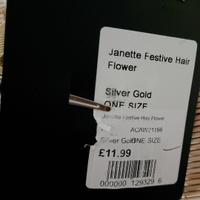 Janette Festive Hair
Flower
Silver Gold
ONE SIZE
Janette Festive Hair Flower
ACAW21156
Silver Gold ONE SIZE
£11.99
000000 129329 6